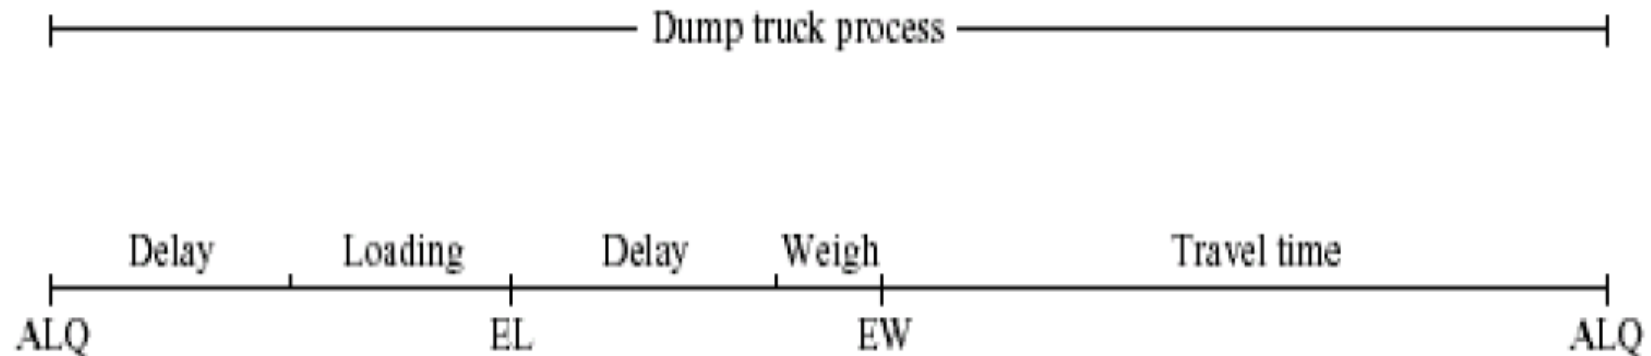 Dump truck process
Delay Loading Delay Weigh Travel time
ALQ EL EW ALQ